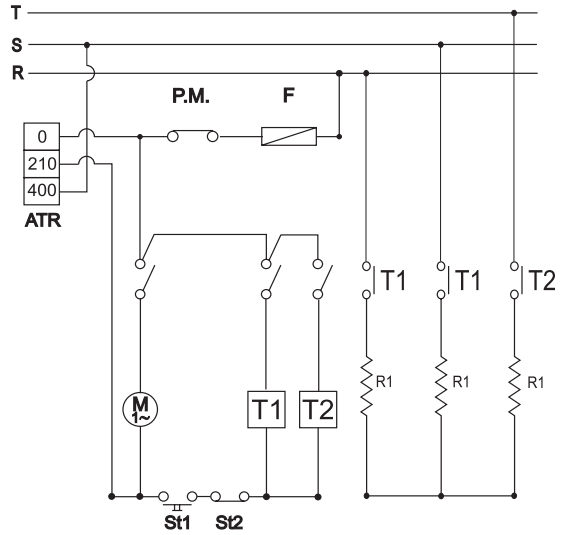 T
S
R
P.M. F
0
210
400
ATR
T1 T1 T2
R1 R1 R1
M
1~
T1 T2
St1 St2